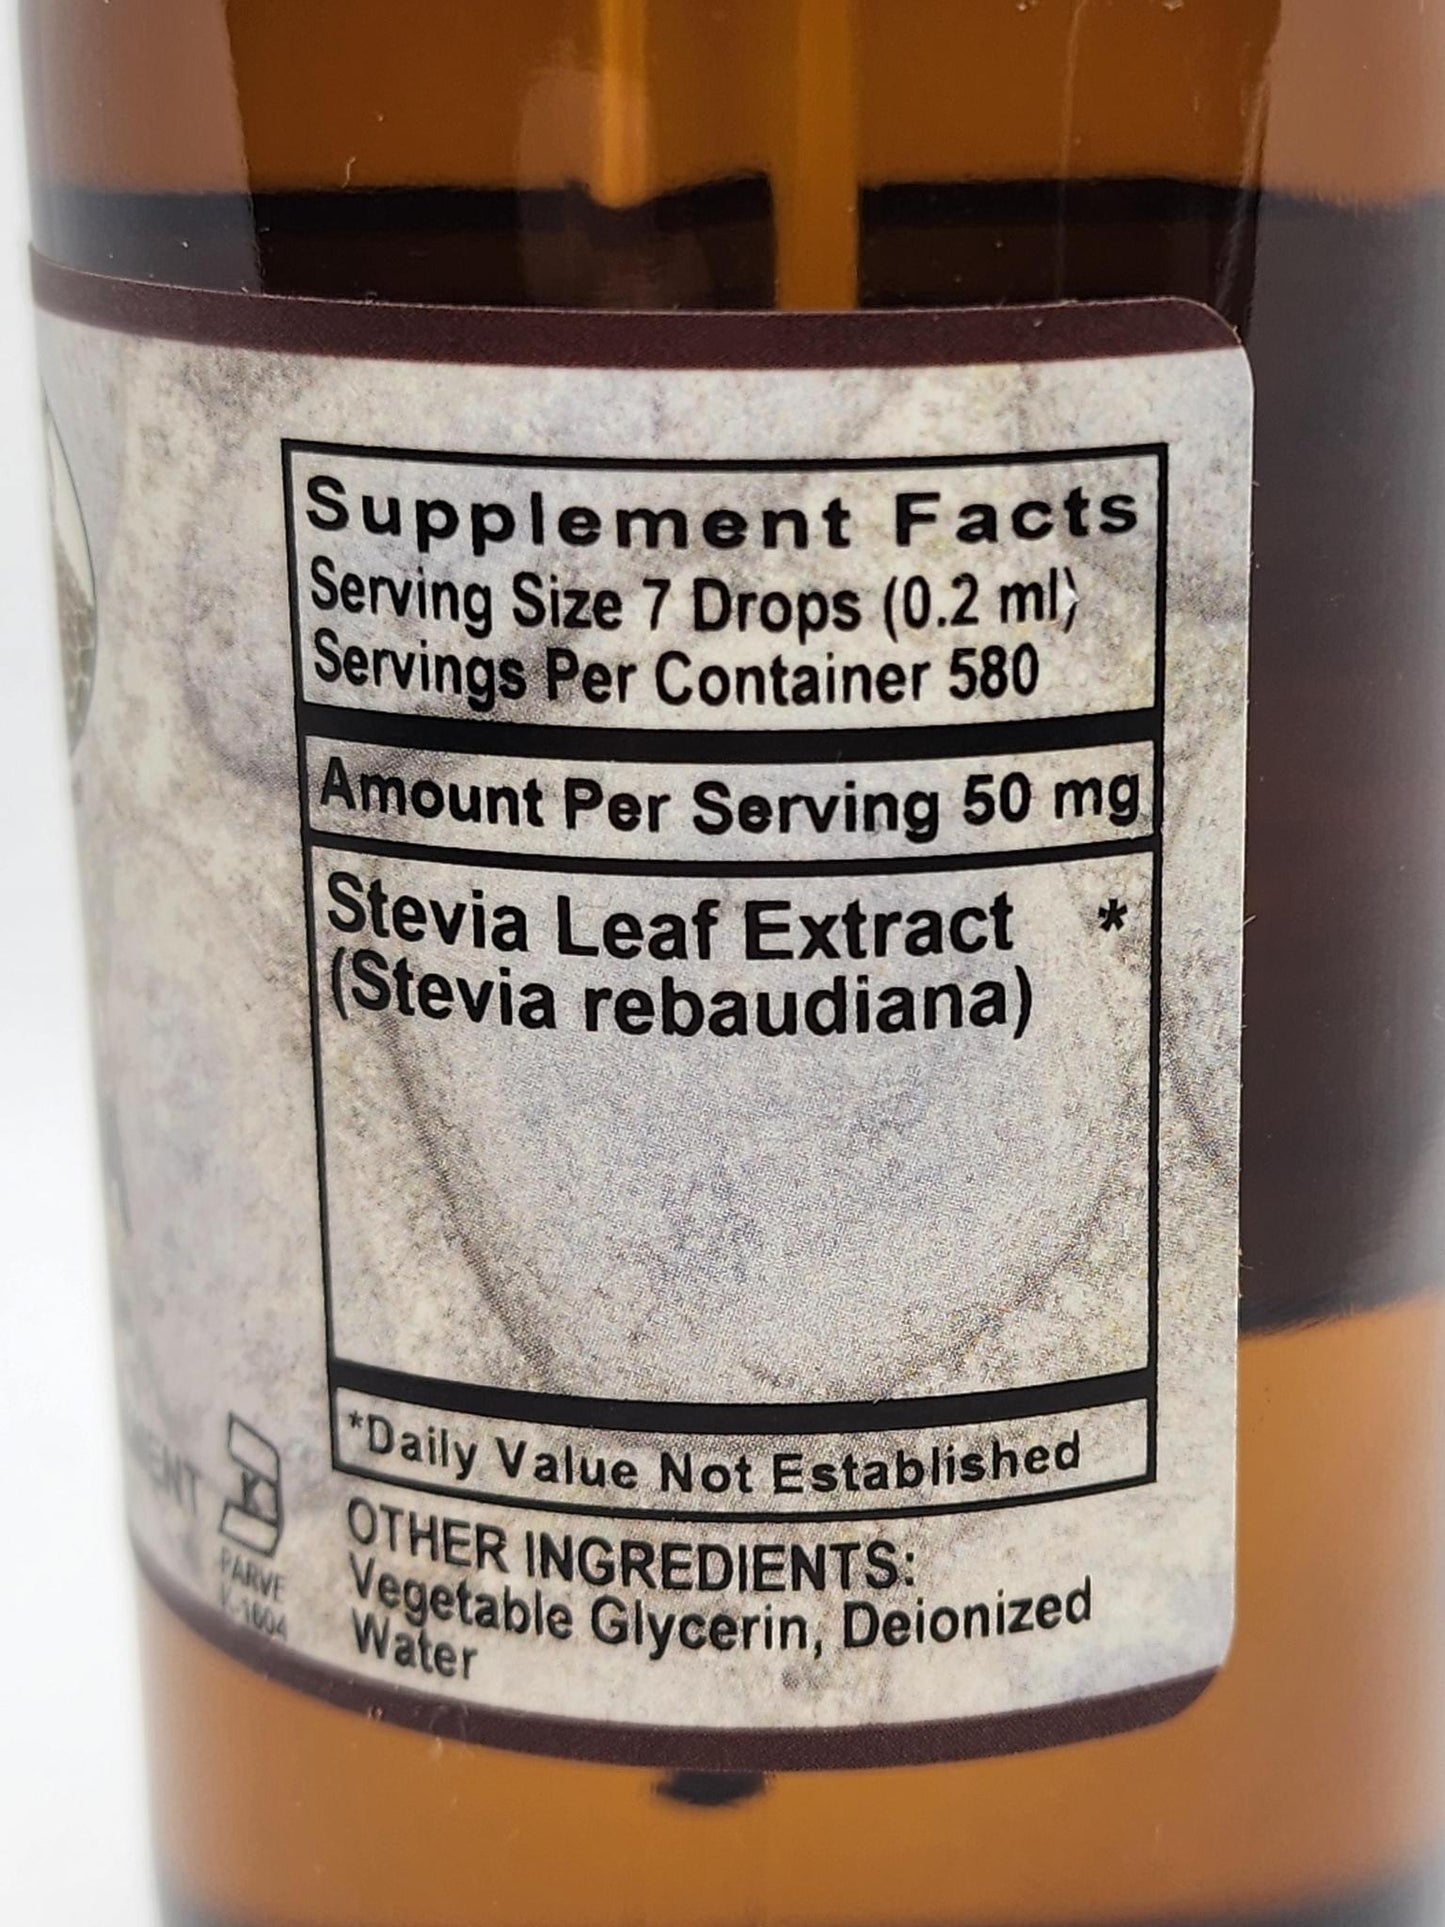 Supplement Facts
Serving Size 7 Drops (0.2 ml)
Servings Per Container 580
Amount Per Serving 50 mg
Stevia Leaf Extract *
(Stevia rebaudiana)
*Daily Value Not Established
K
PARVE
OTHER INGREDIENTS:
Vegetable Glycerin, Deionized
Water